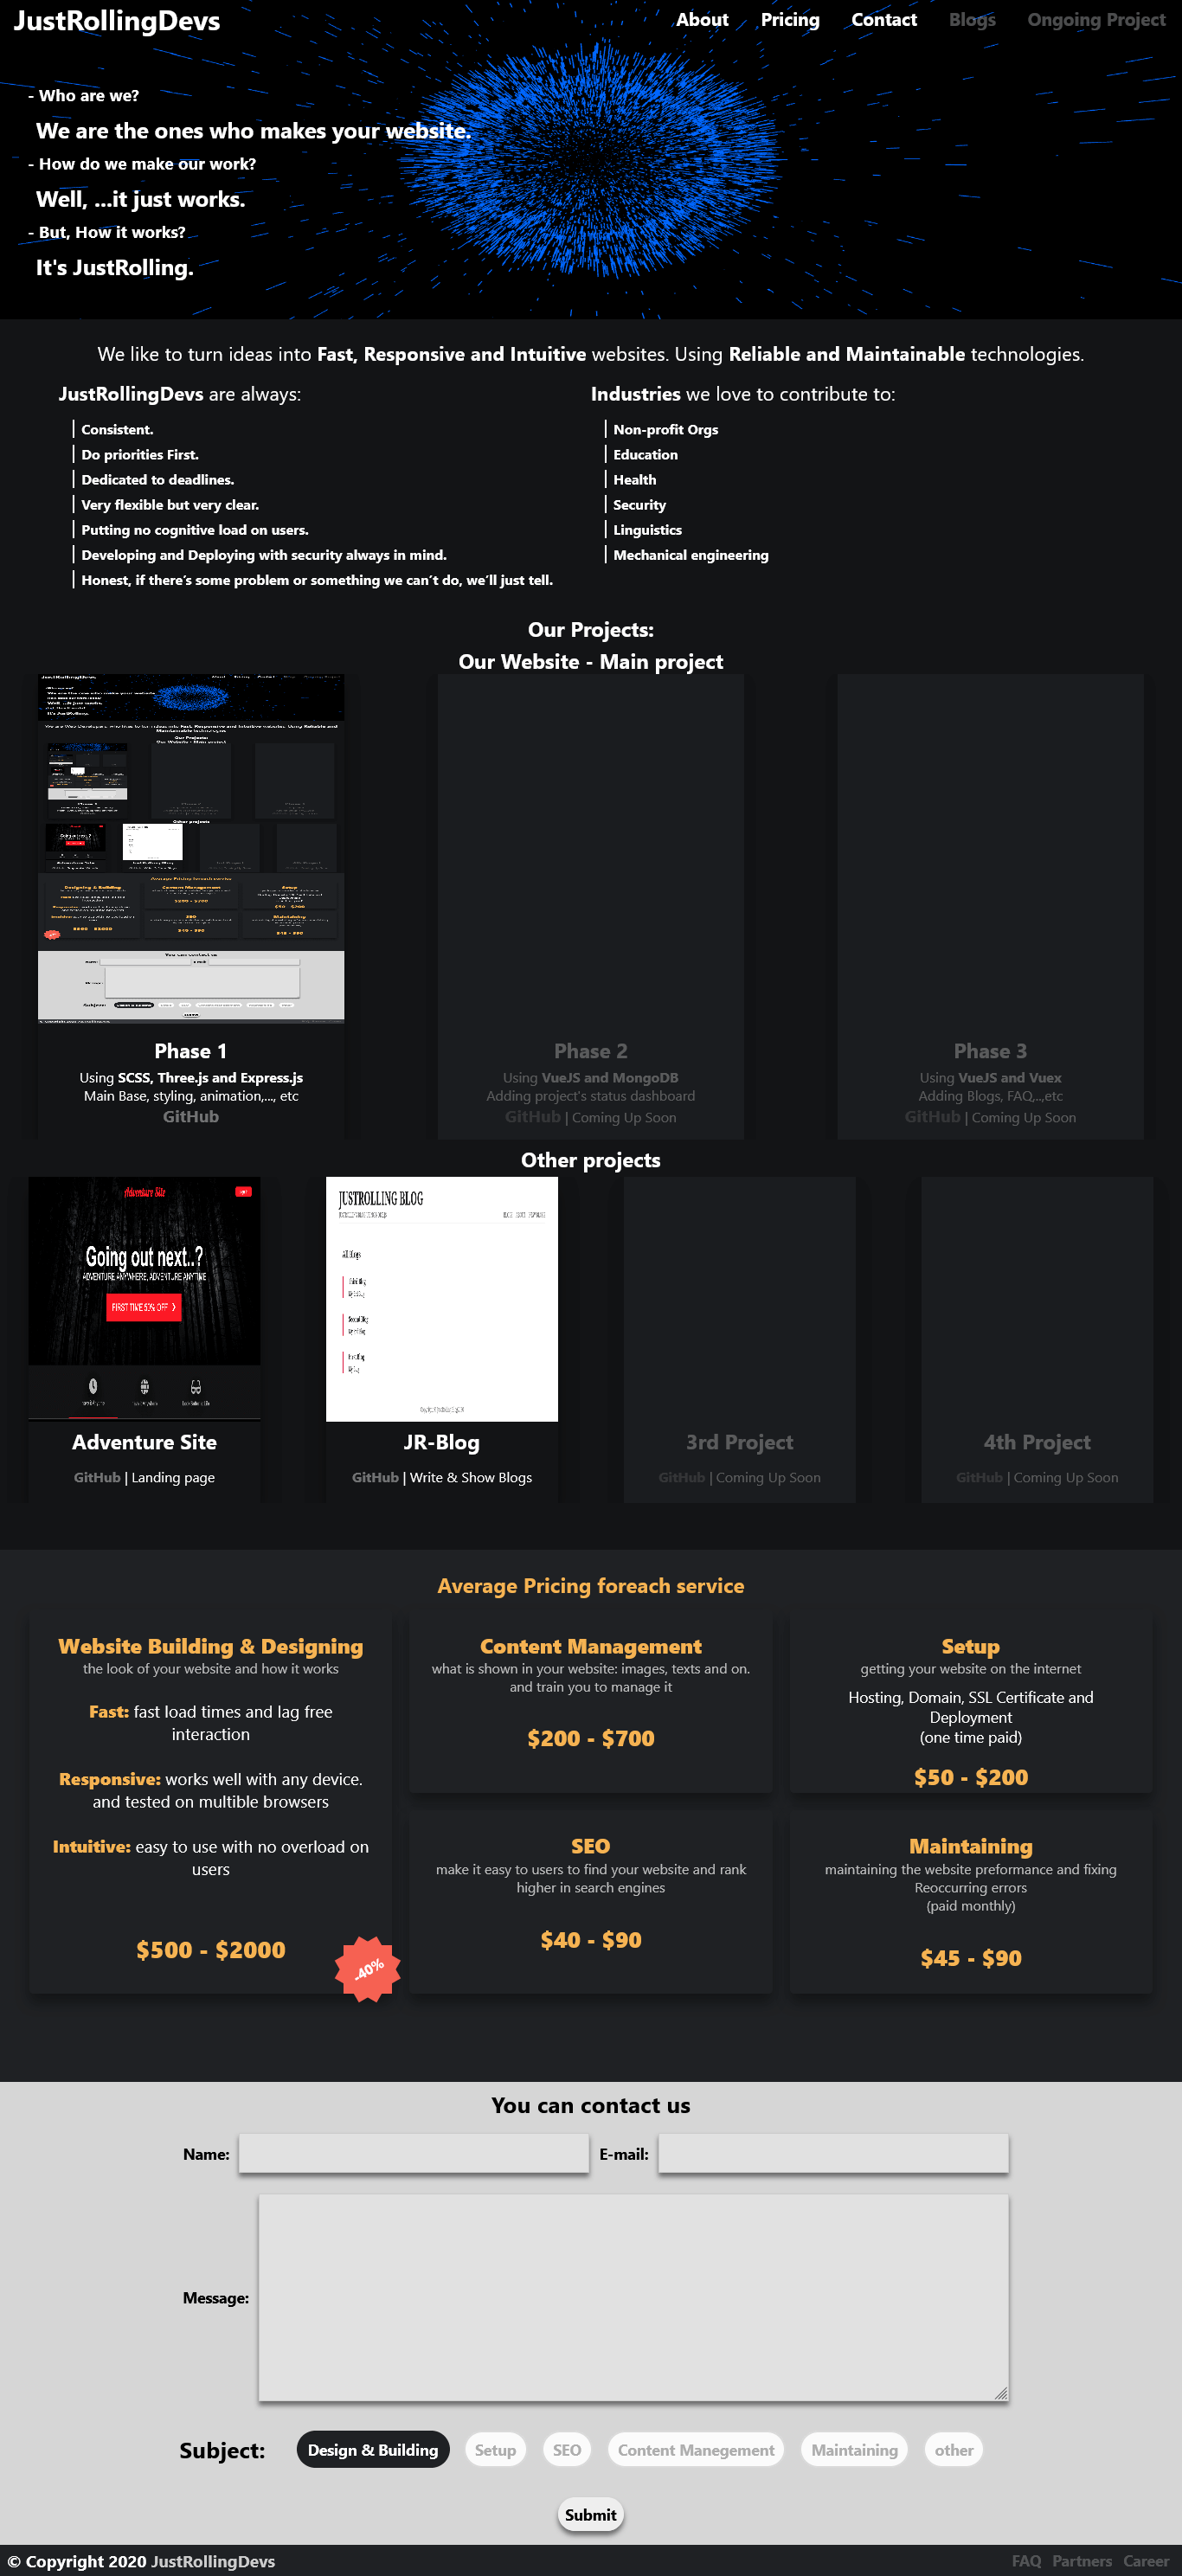 JustRollingDevs
About Pricing Contact Blogs Ongoing Project
- Who are we?
We are the ones who makes your website.
- How do we make our work?
Well, ...it just works.
- But, How it works?
It's JustRolling.
We like to turn ideas into Fast, Responsive and Intuitive websites. Using Reliable and Maintainable technologies.
JustRollingDevs are always:
Consistent.
Do priorities First.
Dedicated to deadlines.
Very flexible but very clear.
Putting no cognitive load on users.
Developing and Deploying with security always in mind.
Honest, if there's some problem or something we can't do, we'll just tell.
Industries we love to contribute to:
Non-profit Orgs
Education
Health
Security
Linguistics
Mechanical engineering
Our Projects:
Our Website - Main project
Phase 1
Using SCSS, Three.js and Express.js
Main Base, styling, animation,..., etc
GitHub
Phase 2
Using VueJS and MongoDB
Adding project's status dashboard
GitHub | Coming Up Soon
Phase 3
Using VueJS and Vuex
Adding Blogs, FAQ,..,etc
GitHub | Coming Up Soon
Other projects
Adventure Site
Going out next..?
ADVENTURE ANYWHERE, ADVENTURE ANYTIME
FIRST TIME 50% OFF >
Adventure Site
GitHub | Landing page
JUSTROLLING BLOG
All Blogs
JR-Blog
GitHub | Write & Show Blogs
3rd Project
GitHub | Coming Up Soon
4th Project
GitHub | Coming Up Soon
Average Pricing foreach service
Website Building & Designing
the look of your website and how it works
Fast: fast load times and lag free
interaction
Responsive: works well with any device.
and tested on multible browsers
Intuitive: easy to use with no overload on
users
$500 - $2000
-40%
Content Management
what is shown in your website: images, texts and on.
and train you to manage it
$200 - $700
Setup
getting your website on the internet
Hosting, Domain, SSL Certificate and
Deployment
(one time paid)
$50 - $200
SEO
make it easy to users to find your website and rank
higher in search engines
$40 - $90
Maintaining
maintaining the website preformance and fixing
Reoccurring errors
(paid monthly)
$45 - $90
You can contact us
Name: E-mail:
Message:
Subject: Design & Building Setup SEO Content Manegement Maintaining other
Submit
© Copyright 2020 JustRollingDevs FAQ Partners Career